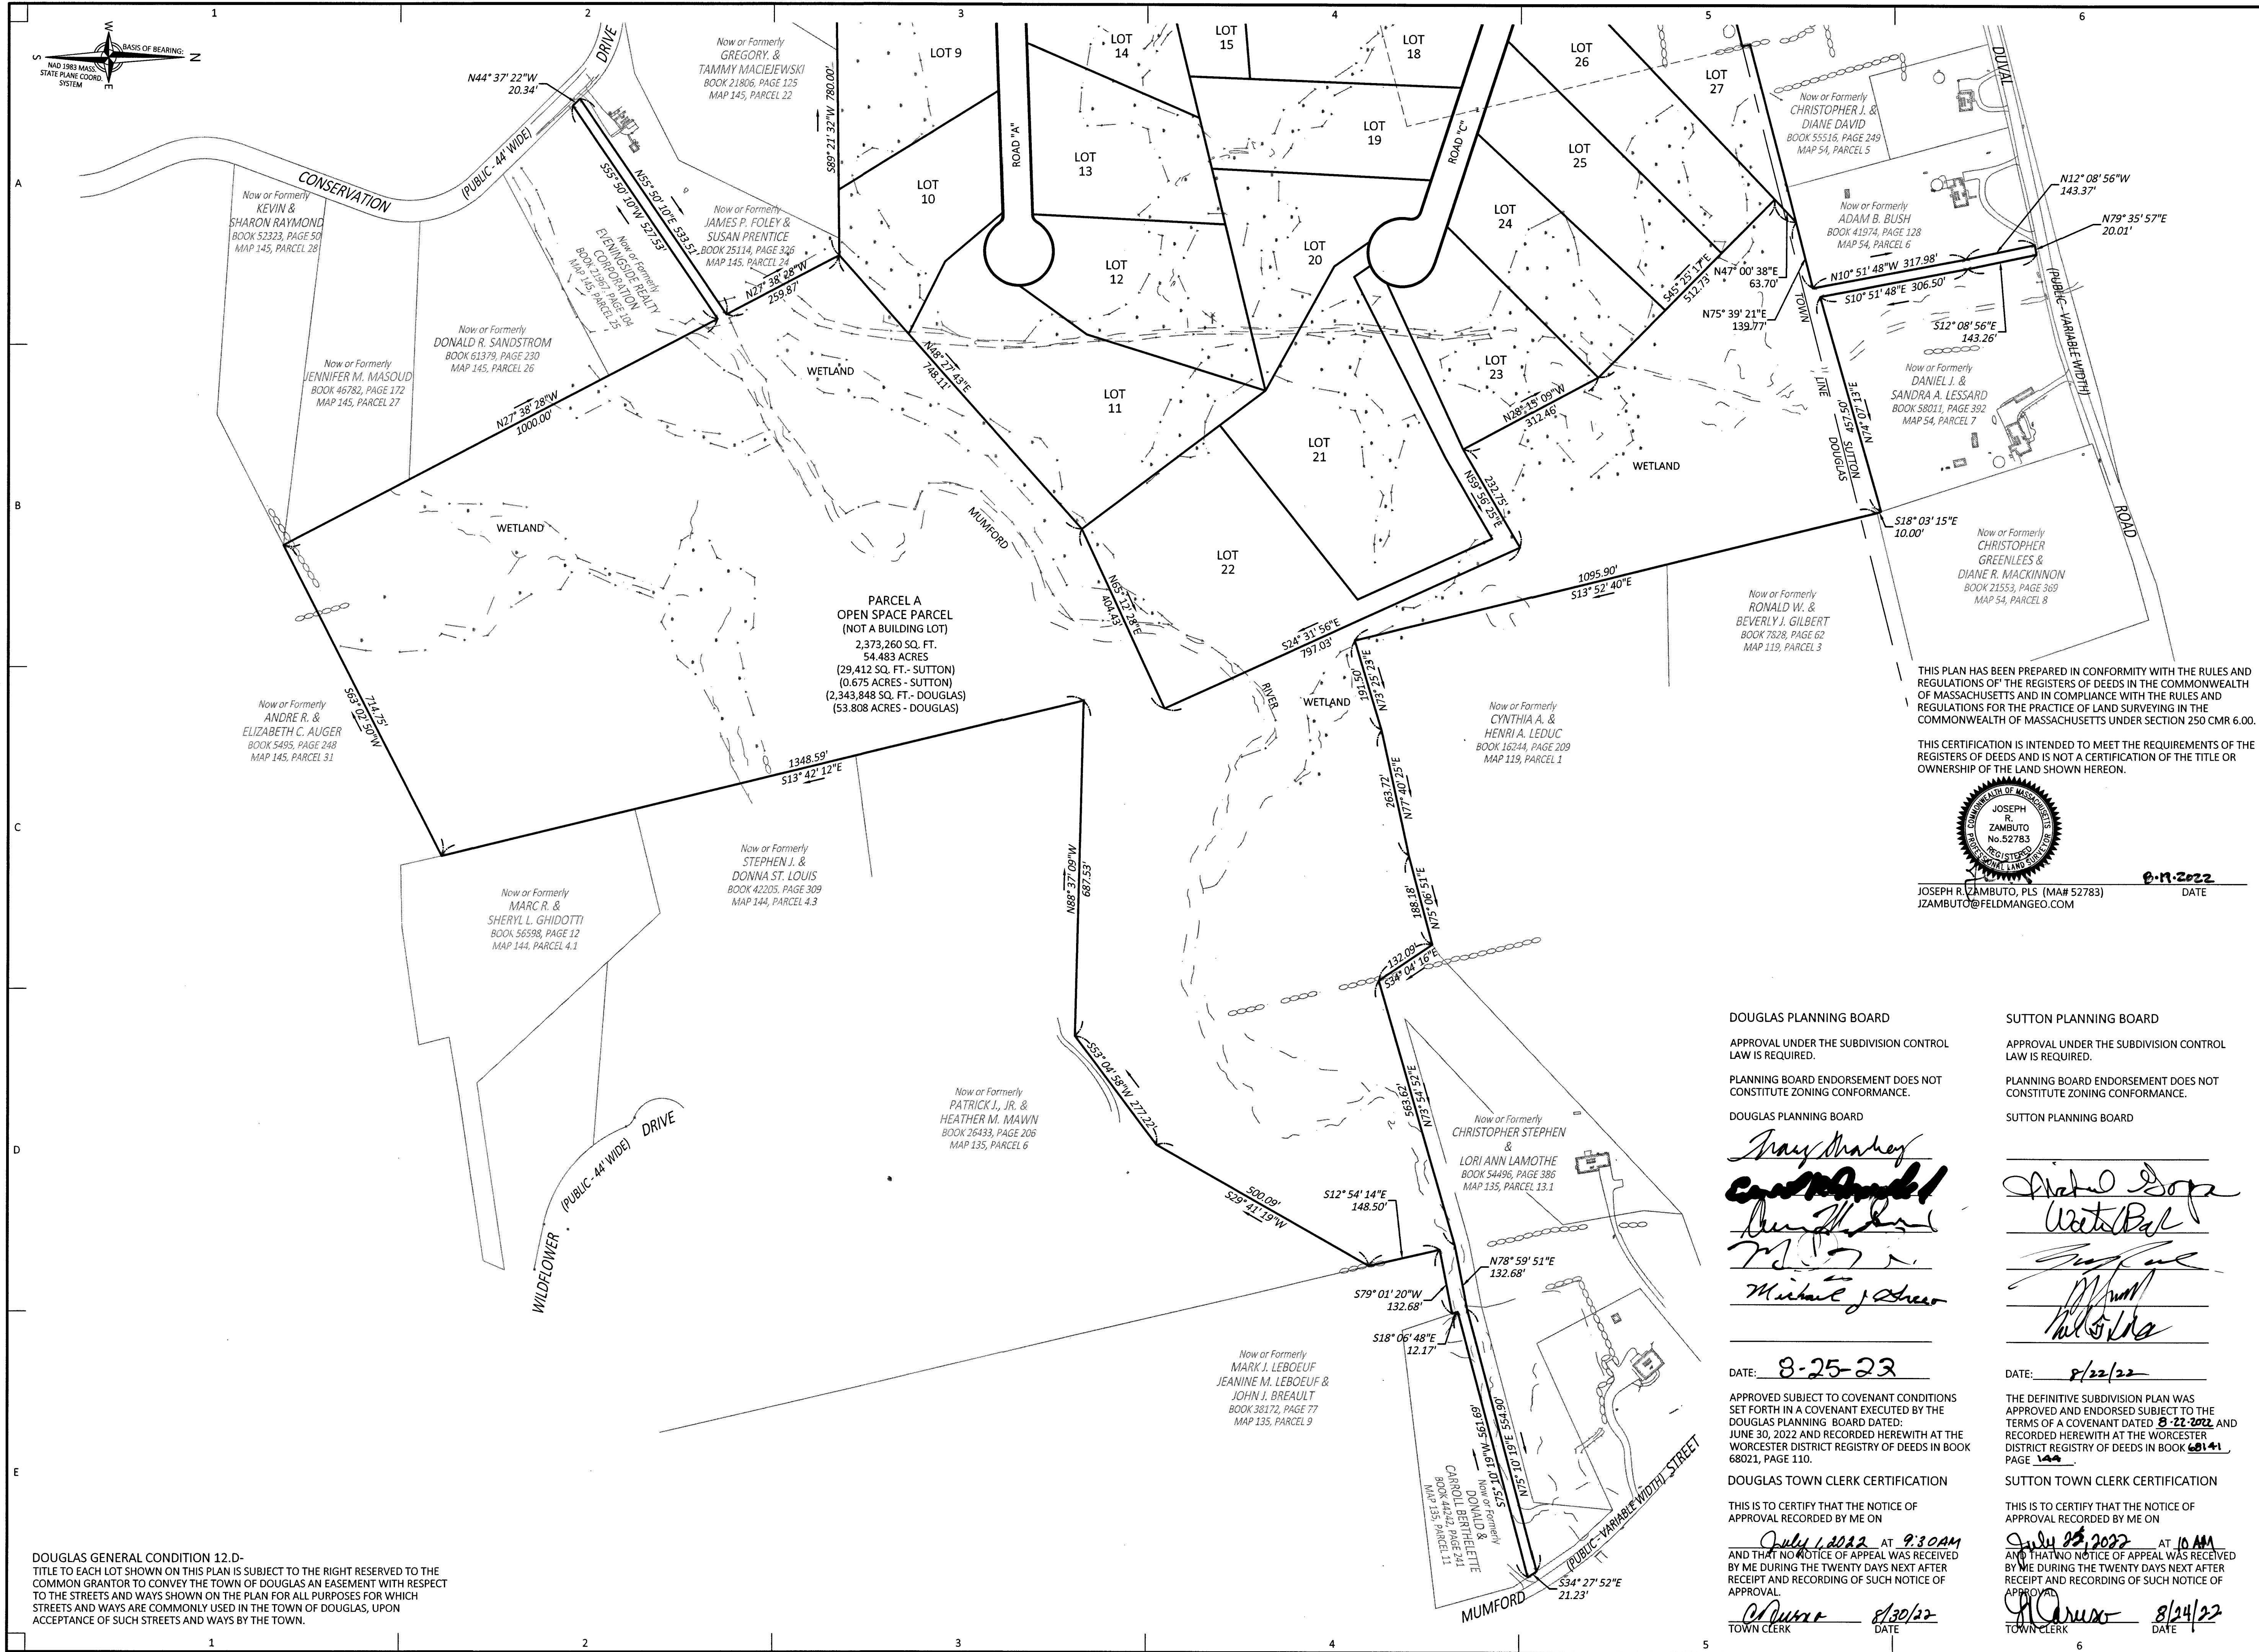 1
2
3
4
5
6
W
S
N
E
BASIS OF BEARING:
NAD 1983 MASS.
STATE PLANE COORD.
SYSTEM
A
B
C
D
E
N44° 37' 22"W
20.34'
DRIVE
(PUBLIC - 44' WIDE)
CONSERVATION
Now or Formerly
GREGORY. &
TAMMY MACIEJEWSKI
BOOK 21806, PAGE 125
MAP 145, PARCEL 22
S89° 21' 32"W 780.00'
LOT 9
LOT
14
LOT
15
LOT
18
LOT
26
LOT
27
DUVAL
Now or Formerly
CHRISTOPHER J. &
DIANE DAVID
BOOK 55516, PAGE 249
MAP 54, PARCEL 5
ROAD "A"
LOT
13
LOT
19
ROAD "C"
LOT
25
LOT
10
LOT
24
N12° 08' 56"W
143.37'
N79° 35' 57"E
20.01'
Now or Formerly
KEVIN &
SHARON RAYMOND
BOOK 52323, PAGE 50
MAP 145, PARCEL 28
S55° 50' 10"W 527.53'
N55° 50' 10"E 533.51'
Now or Formerly
JAMES P. FOLEY &
SUSAN PRENTICE
BOOK 25114, PAGE 326
MAP 145, PARCEL 24
Now or Formerly
EVENINGSIDE REALTY
CORPORATION
BOOK 21967, PAGE 104
MAP 145, PARCEL 25
N27° 38' 28"W
259.87'
LOT
12
LOT
20
S45° 25' 17"E
512.73'
N47° 00' 38"E
63.70'
N75° 39' 21"E
139.77'
Now or Formerly
ADAM B. BUSH
BOOK 41974, PAGE 128
MAP 54, PARCEL 6
N10° 51' 48"W 317.98'
S10° 51' 48"E 306.50'
S12° 08' 56"E
143.26'
(PUBLIC - VARIABLE WIDTH)
ROAD
TOWN
LINE
SUTTON
DOUGLAS
N74° 07' 13"E
457.50'
Now or Formerly
DANIEL J. &
SANDRA A. LESSARD
BOOK 58011, PAGE 392
MAP 54, PARCEL 7
Now or Formerly
DONALD R. SANDSTROM
BOOK 61379, PAGE 230
MAP 145, PARCEL 26
Now or Formerly
JENNIFER M. MASOUD
BOOK 46782, PAGE 172
MAP 145, PARCEL 27
N27° 38' 28"W
1000.00'
WETLAND
N48° 27' 43"E
748.11'
LOT
11
LOT
23
N28° 15' 09"W
312.46'
LOT
21
WETLAND
232.75'
N59° 56' 25"E
WETLAND
MUMFORD
LOT
22
N65° 12' 28"E
404.43'
S18° 03' 15"E
10.00'
1095.90'
S13° 52' 40"E
Now or Formerly
CHRISTOPHER
GREENLEES &
DIANE R. MACKINNON
BOOK 21553, PAGE 369
MAP 54, PARCEL 8
Now or Formerly
RONALD W. &
BEVERLY J. GILBERT
BOOK 7828, PAGE 62
MAP 119, PARCEL 3
PARCEL A
OPEN SPACE PARCEL
(NOT A BUILDING LOT)
2,373,260 SQ. FT.
54.483 ACRES
(29,412 SQ. FT.- SUTTON)
(0.675 ACRES - SUTTON)
(2,343,848 SQ. FT.- DOUGLAS)
(53.808 ACRES - DOUGLAS)
S24° 31' 56"E
797.03'
RIVER
WETLAND
191.50'
N73° 25' 23"E
714.75'
S63° 02' 50"W
Now or Formerly
ANDRE R. &
ELIZABETH C. AUGER
BOOK 5495, PAGE 248
MAP 145, PARCEL 31
Now or Formerly
CYNTHIA A. &
HENRI A. LEDUC
BOOK 16244, PAGE 209
MAP 119, PARCEL 1
1348.59'
S13° 42' 12"E
263.72'
N77° 40' 25"E
THIS PLAN HAS BEEN PREPARED IN CONFORMITY WITH THE RULES AND
REGULATIONS OF' THE REGISTERS OF DEEDS IN THE COMMONWEALTH
OF MASSACHUSETTS AND IN COMPLIANCE WITH THE RULES AND
REGULATIONS FOR THE PRACTICE OF LAND SURVEYING IN THE
COMMONWEALTH OF MASSACHUSETTS UNDER SECTION 250 CMR 6.00.
THIS CERTIFICATION IS INTENDED TO MEET THE REQUIREMENTS OF THE
REGISTERS OF DEEDS AND IS NOT A CERTIFICATION OF THE TITLE OR
OWNERSHIP OF THE LAND SHOWN HEREON.
COMMONWEALTH OF MASSACHUSETTS
JOSEPH
R.
ZAMBUTO
No.52783
REGISTERED
PROFESSIONAL LAND SURVEYOR
8.19.2022
JOSEPH R. ZAMBUTO, PLS (MA# 52783)
DATE
JZAMBUTO@FELDMANGEO.COM
Now or Formerly
STEPHEN J. &
DONNA ST. LOUIS
BOOK 42205, PAGE 309
MAP 144, PARCEL 4.3
Now or Formerly
MARC R. &
SHERYL L. GHIDOTTI
BOOK 56598, PAGE 12
MAP 144. PARCEL 4.1
N88° 37' 09"W
687.53'
188.18'
N75° 06' 51"E
132.09'
S34° 04' 16"E
S53° 04' 58"W 277.22'
Now or Formerly
PATRICK J., JR. &
HEATHER M. MAWN
BOOK 26433, PAGE 206
MAP 135, PARCEL 6
WILDFLOWER
(PUBLIC - 44' WIDE)
DRIVE
563.62'
N73° 54' 52"E
Now or Formerly
CHRISTOPHER STEPHEN
&
LORI ANN LAMOTHE
BOOK 54496, PAGE 386
MAP 135, PARCEL 13.1
500.09'
S29° 41' 19"W
S12° 54' 14"E
148.50'
N78° 59' 51"E
132.68'
S79° 01' 20"W
132.68'
S18° 06' 48"E
12.17'
Now or Formerly
MARK J. LEBOEUF
JEANINE M. LEBOEUF &
JOHN J. BREAULT
BOOK 38172, PAGE 77
MAP 135, PARCEL 9
S75° 10' 19"W 561.69'
N75° 10' 19"E 554.90'
Now or Formerly
DONALD &
CARROLL BERTHELETTE
BOOK 44242, PAGE 241
MAP 135, PARCEL 11
S34° 27' 52"E
21.23'
MUMFORD
(PUBLIC - VARIABLE WIDTH)
STREET
DOUGLAS PLANNING BOARD
APPROVAL UNDER THE SUBDIVISION CONTROL
LAW IS REQUIRED.
PLANNING BOARD ENDORSEMENT DOES NOT
CONSTITUTE ZONING CONFORMANCE.
DOUGLAS PLANNING BOARD
DATE: 8-25-22
APPROVED SUBJECT TO COVENANT CONDITIONS
SET FORTH IN A COVENANT EXECUTED BY THE
DOUGLAS PLANNING BOARD DATED:
JUNE 30, 2022 AND RECORDED HEREWITH AT THE
WORCESTER DISTRICT REGISTRY OF DEEDS IN BOOK
68021, PAGE 110.
DOUGLAS TOWN CLERK CERTIFICATION
THIS IS TO CERTIFY THAT THE NOTICE OF
APPROVAL RECORDED BY ME ON
July 1, 2022 AT 9:30AM
AND THAT NO NOTICE OF APPEAL WAS RECEIVED
BY ME DURING THE TWENTY DAYS NEXT AFTER
RECEIPT AND RECORDING OF SUCH NOTICE OF
APPROVAL.
8/30/22
TOWN CLERK DATE
SUTTON PLANNING BOARD
APPROVAL UNDER THE SUBDIVISION CONTROL
LAW IS REQUIRED.
PLANNING BOARD ENDORSEMENT DOES NOT
CONSTITUTE ZONING CONFORMANCE.
SUTTON PLANNING BOARD
DATE: 8/22/22
THE DEFINITIVE SUBDIVISION PLAN WAS
APPROVED AND ENDORSED SUBJECT TO THE
TERMS OF A COVENANT DATED 8-22-2022 AND
RECORDED HEREWITH AT THE WORCESTER
DISTRICT REGISTRY OF DEEDS IN BOOK 68141,
PAGE 144.
SUTTON TOWN CLERK CERTIFICATION
THIS IS TO CERTIFY THAT THE NOTICE OF
APPROVAL RECORDED BY ME ON
July 2022 AT 10 AM
AND THAT NO NOTICE OF APPEAL WAS RECEIVED
BY ME DURING THE TWENTY DAYS NEXT AFTER
RECEIPT AND RECORDING OF SUCH NOTICE OF
APPROVAL
8/24/22
TOWN CLERK DATE
DOUGLAS GENERAL CONDITION 12.D-
TITLE TO EACH LOT SHOWN ON THIS PLAN IS SUBJECT TO THE RIGHT RESERVED TO THE
COMMON GRANTOR TO CONVEY THE TOWN OF DOUGLAS AN EASEMENT WITH RESPECT
TO THE STREETS AND WAYS SHOWN ON THE PLAN FOR ALL PURPOSES FOR WHICH
STREETS AND WAYS ARE COMMONLY USED IN THE TOWN OF DOUGLAS, UPON
ACCEPTANCE OF SUCH STREETS AND WAYS BY THE TOWN.
1
2
3
4
5
6